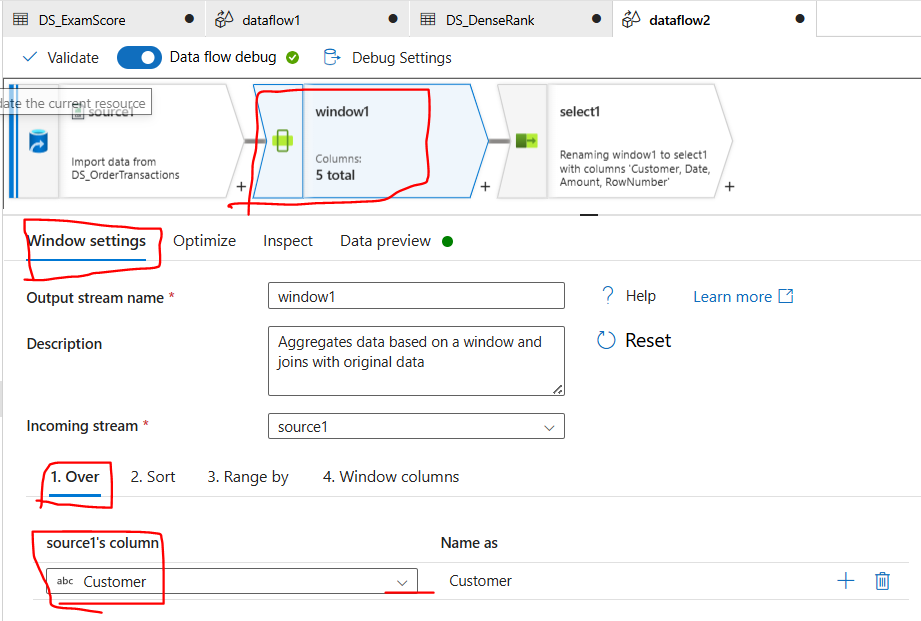 DS_ExamScore
dataflow1
DS_DenseRank
dataflow2
Validate
Data flow debug
Debug Settings
date the current resource
source1
Import data from
DS_OrderTransactions
+
window1
Columns:
5 total
+
select1
Renaming window1 to select1
with columns 'Customer, Date,
Amount, RowNumber'
+
Window settings
Optimize
Inspect
Data preview
Output stream name *
window1
? Help
Learn more
Description
Aggregates data based on a window and
joins with original data
Reset
Incoming stream *
source1
1. Over
2. Sort
3. Range by
4. Window columns
source1's column
Name as
abc Customer
Customer